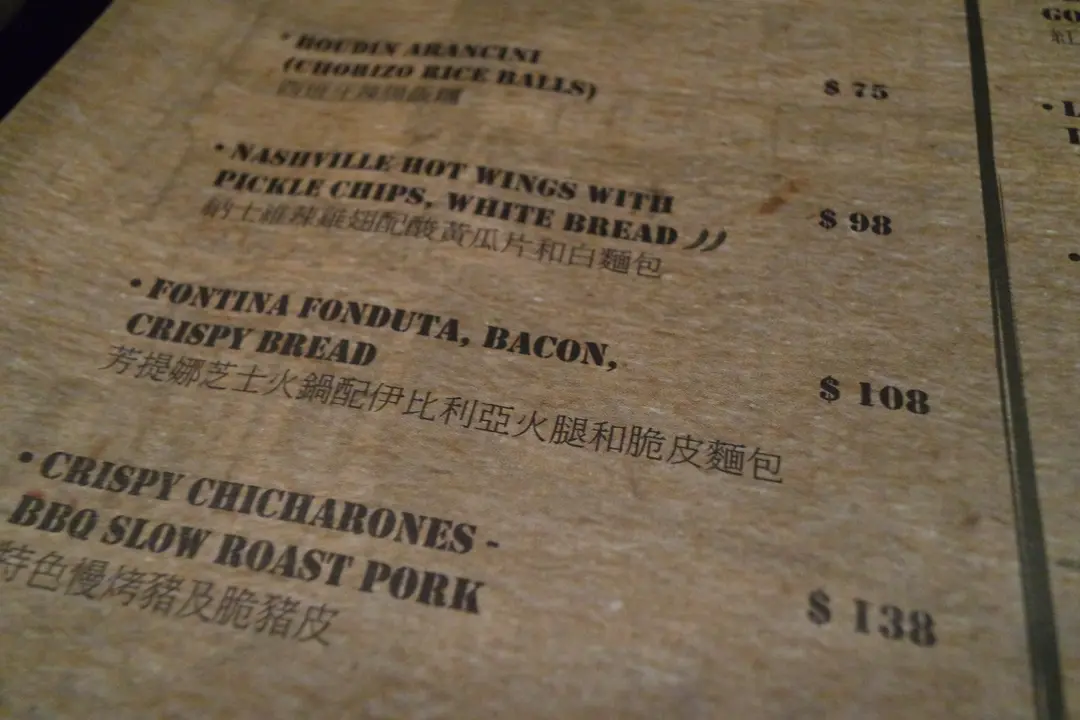 • BOUDIN ARANCINI
(CHORIZO RICE BALLS)
$ 75
• NASHVILLE HOT WINGS WITH
PICKLE CHIPS, WHITE BREAD
納士維辣雞翅配酸黃瓜片和白麵包
$ 98
• FONTINA FONDUTA, BACON,
CRISPY BREAD
芳提娜芝士火鍋配伊比利亞火腿和脆皮麵包
$ 108
• CRISPY CHICHARONES -
BBQ SLOW ROAST PORK
特色慢烤豬及脆豬皮
$ 138